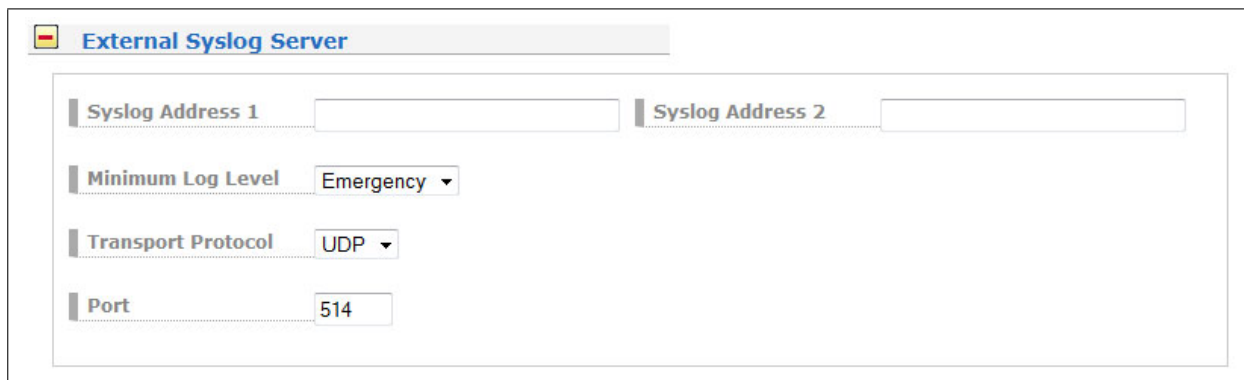 External Syslog Server
Syslog Address 1 Syslog Address 2
Minimum Log Level Emergency
Transport Protocol UDP
Port 514